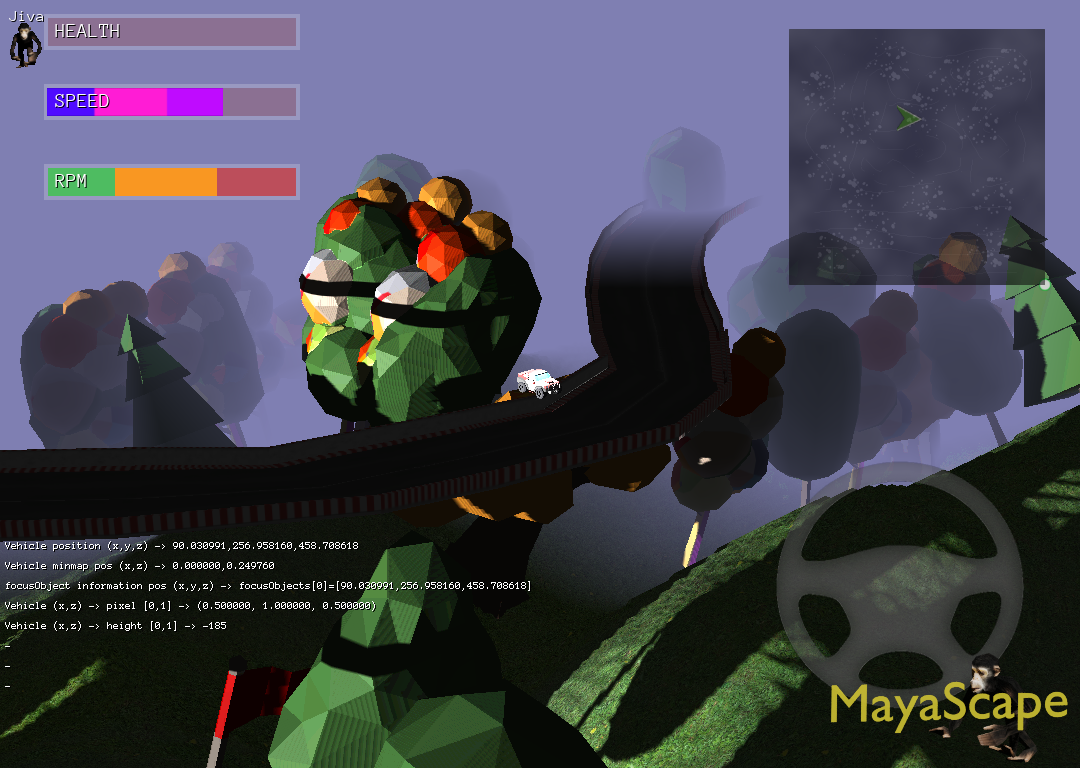 Jiva
HEALTH
SPEED
RPM
Vehicle position (x,y,z) -> 90.030991,256.958160,458.708618
Vehicle minmap pos (x,z) -> 0.000000,0.249760
focusObject information pos (x,y,z) -> focusObjects[0]=[90.030991,256.958160,458.708618]
Vehicle (x,z) -> pixel [0,1] -> (0.500000, 1.000000, 0.500000)
Vehicle (x,z) -> height [0,1] -> -185
-
-
-
MayaScape